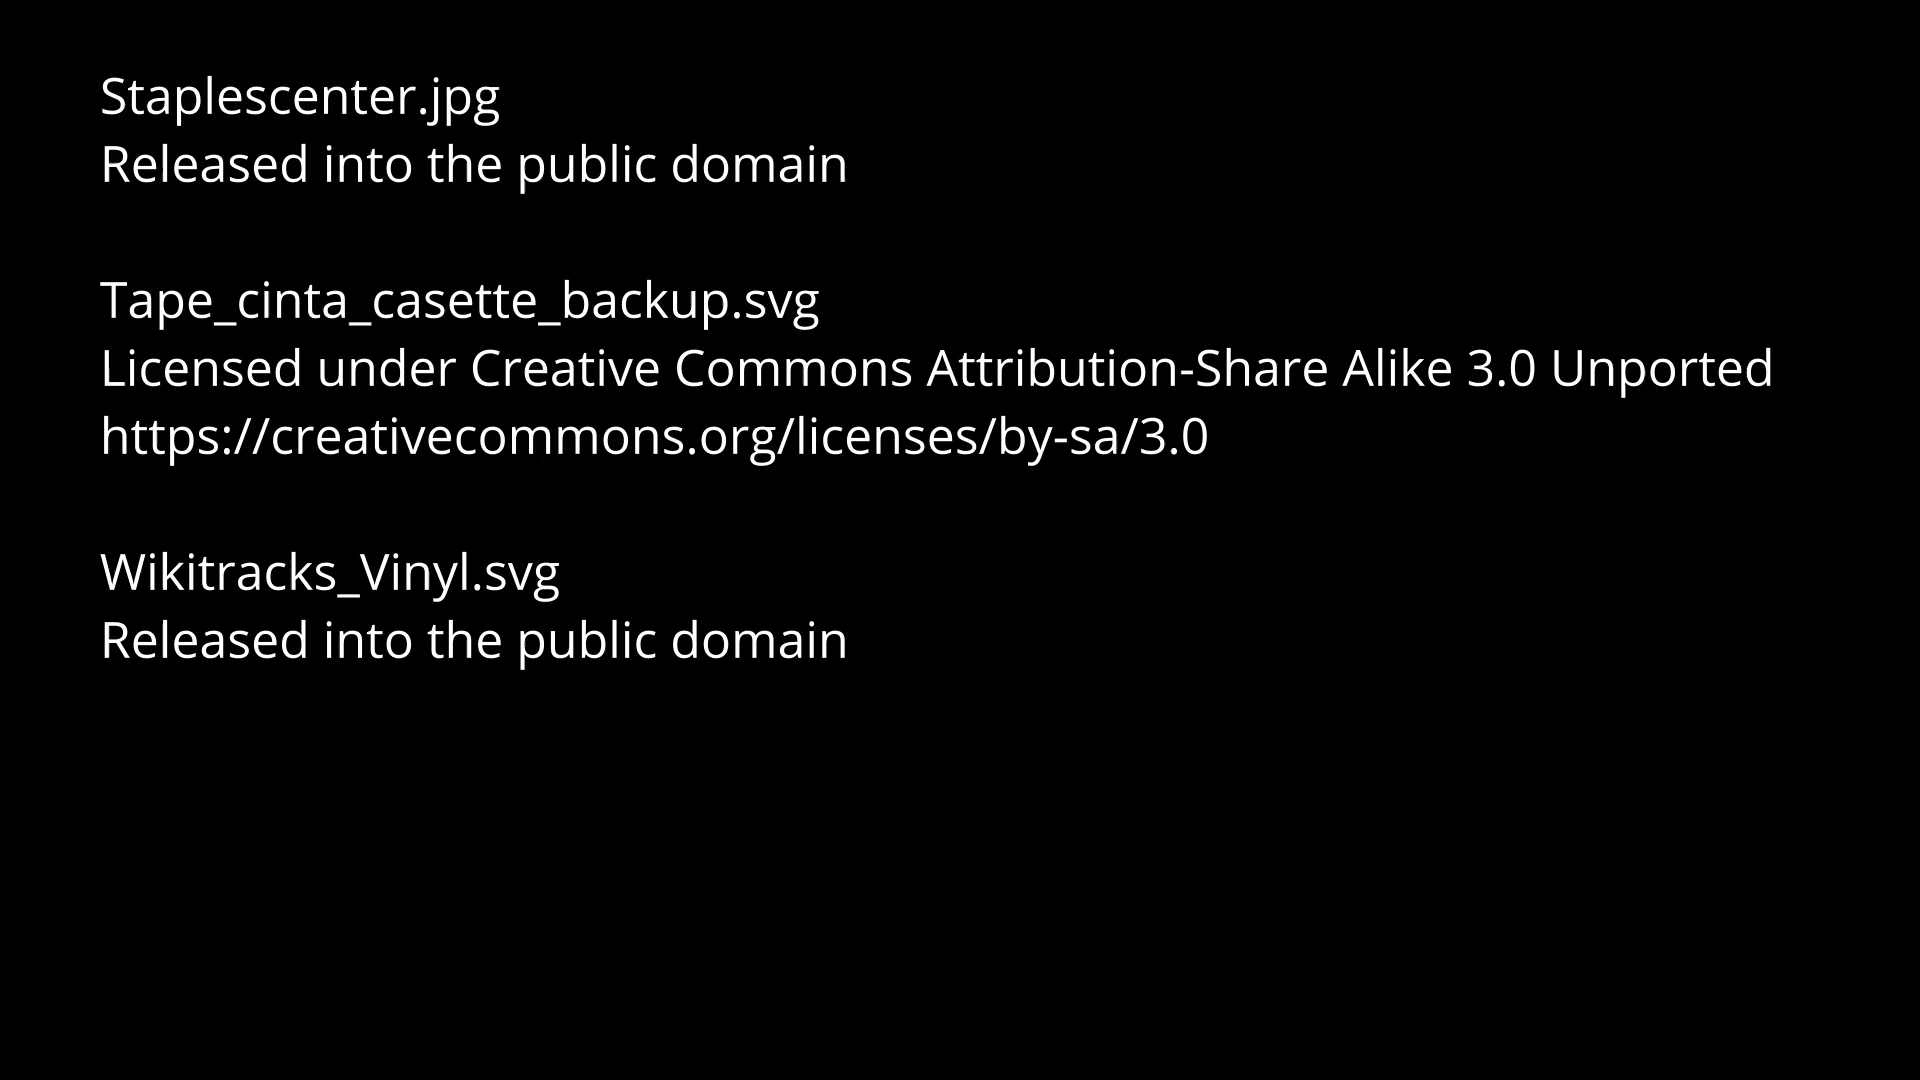 Staplescenter.jpg
Released into the public domain
Tape_cinta_casette_backup.svg
Licensed under Creative Commons Attribution-Share Alike 3.0 Unported
https://creativecommons.org/licenses/by-sa/3.0
Wikitracks_Vinyl.svg
Released into the public domain